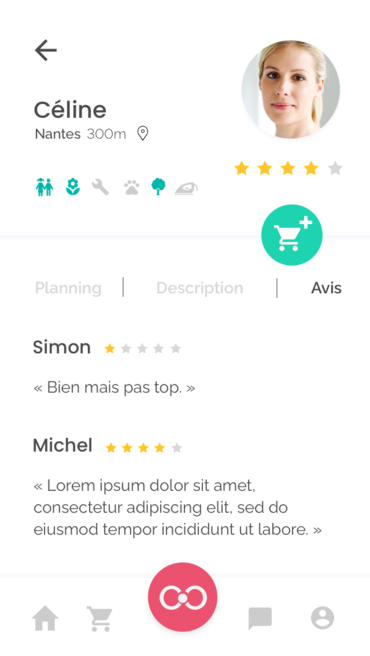 Céline
Nantes 300m
Planning Description Avis
Simon
« Bien mais pas top. »
Michel
« Lorem ipsum dolor sit amet,
consectetur adipiscing elit, sed do
eiusmod tempor incididunt ut labore. »